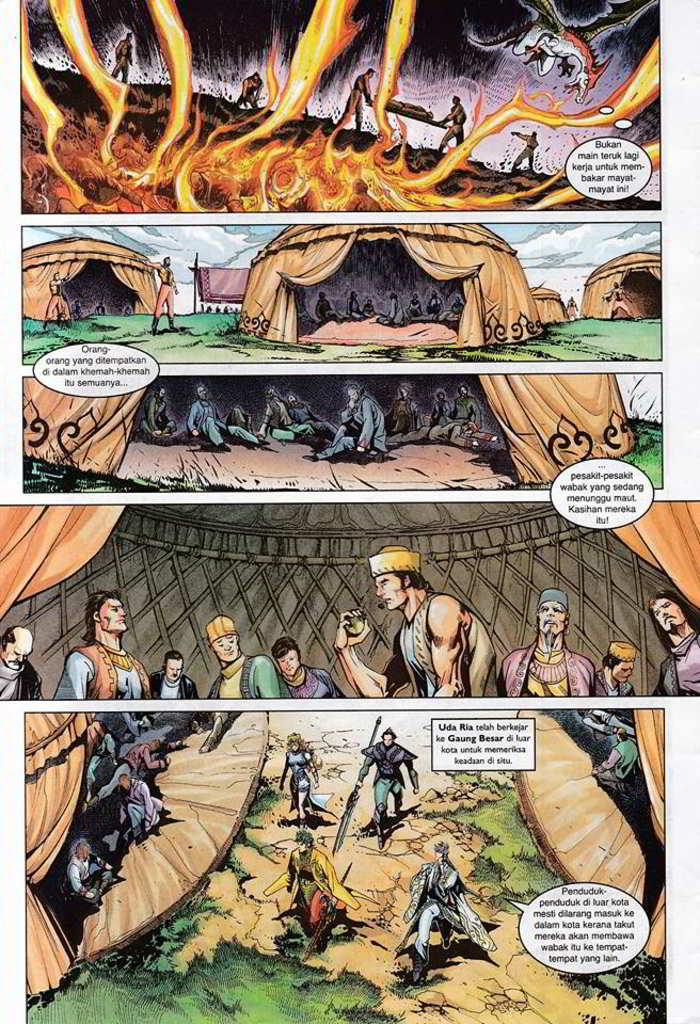 Bukan
main teruk lagi
kerja untuk mem-
bakar mayat-
mayat ini!
Orang-
orang yang ditempatkan
di dalam khemah-khemah
itu semuanya...
...
pesakit-pesakit
wabak yang sedang
menunggu maut.
Kasihan mereka
itu!
Uda Ria telah berkejar
ke Gaung Besar di luar
kota untuk memeriksa
keadaan di situ.
Penduduk-
penduduk di luar kota
mesti dilarang masuk ke
dalam kota kerana takut
mereka akan membawa
wabak itu ke tempat-
tempat yang lain.